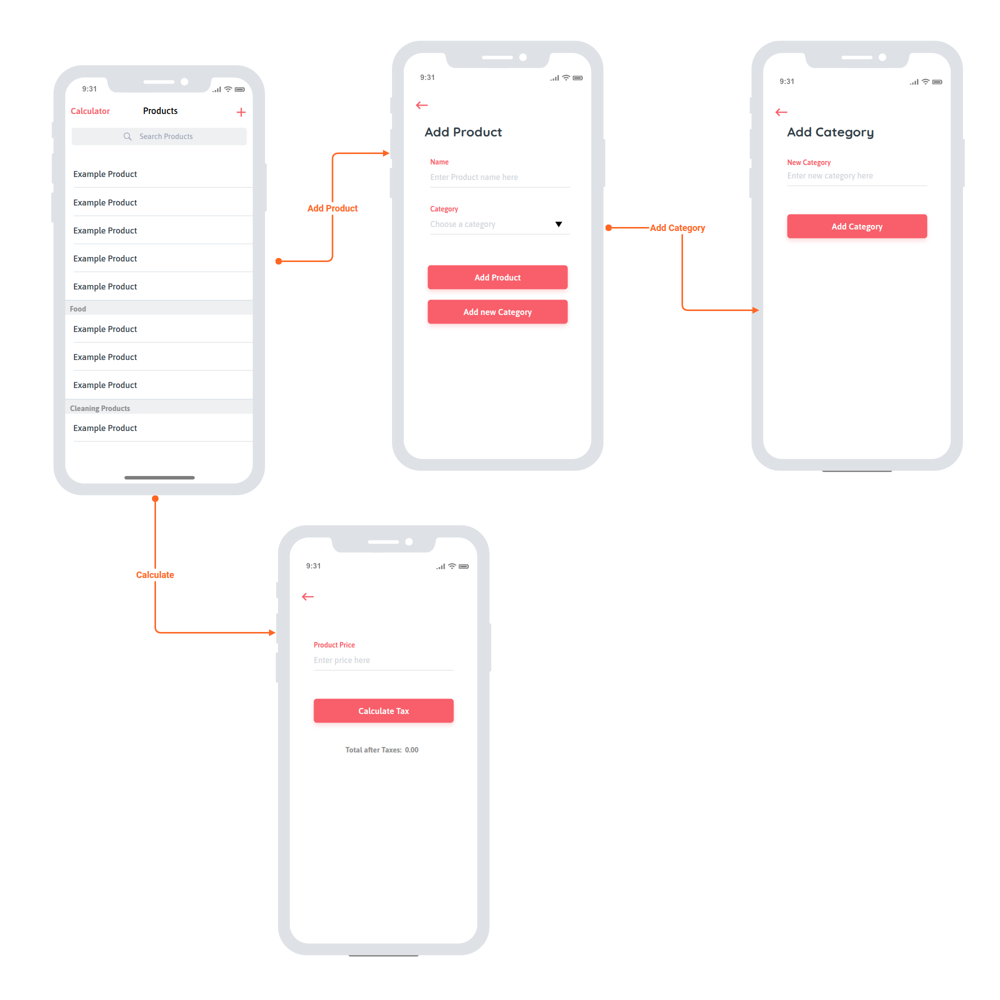 9:31
Calculator Products
Search Products
Example Product
Example Product
Example Product
Example Product
Example Product
Food
Example Product
Example Product
Example Product
Cleaning Products
Example Product
Add Product
9:31
Add Product
Name
Enter Product name here
Category
Choose a category
Add Product
Add new Category
Add Category
9:31
Add Category
New Category
Enter new category here
Add Category
Calculate
9:31
Product Price
Enter price here
Calculate Tax
Total after Taxes: 0.00